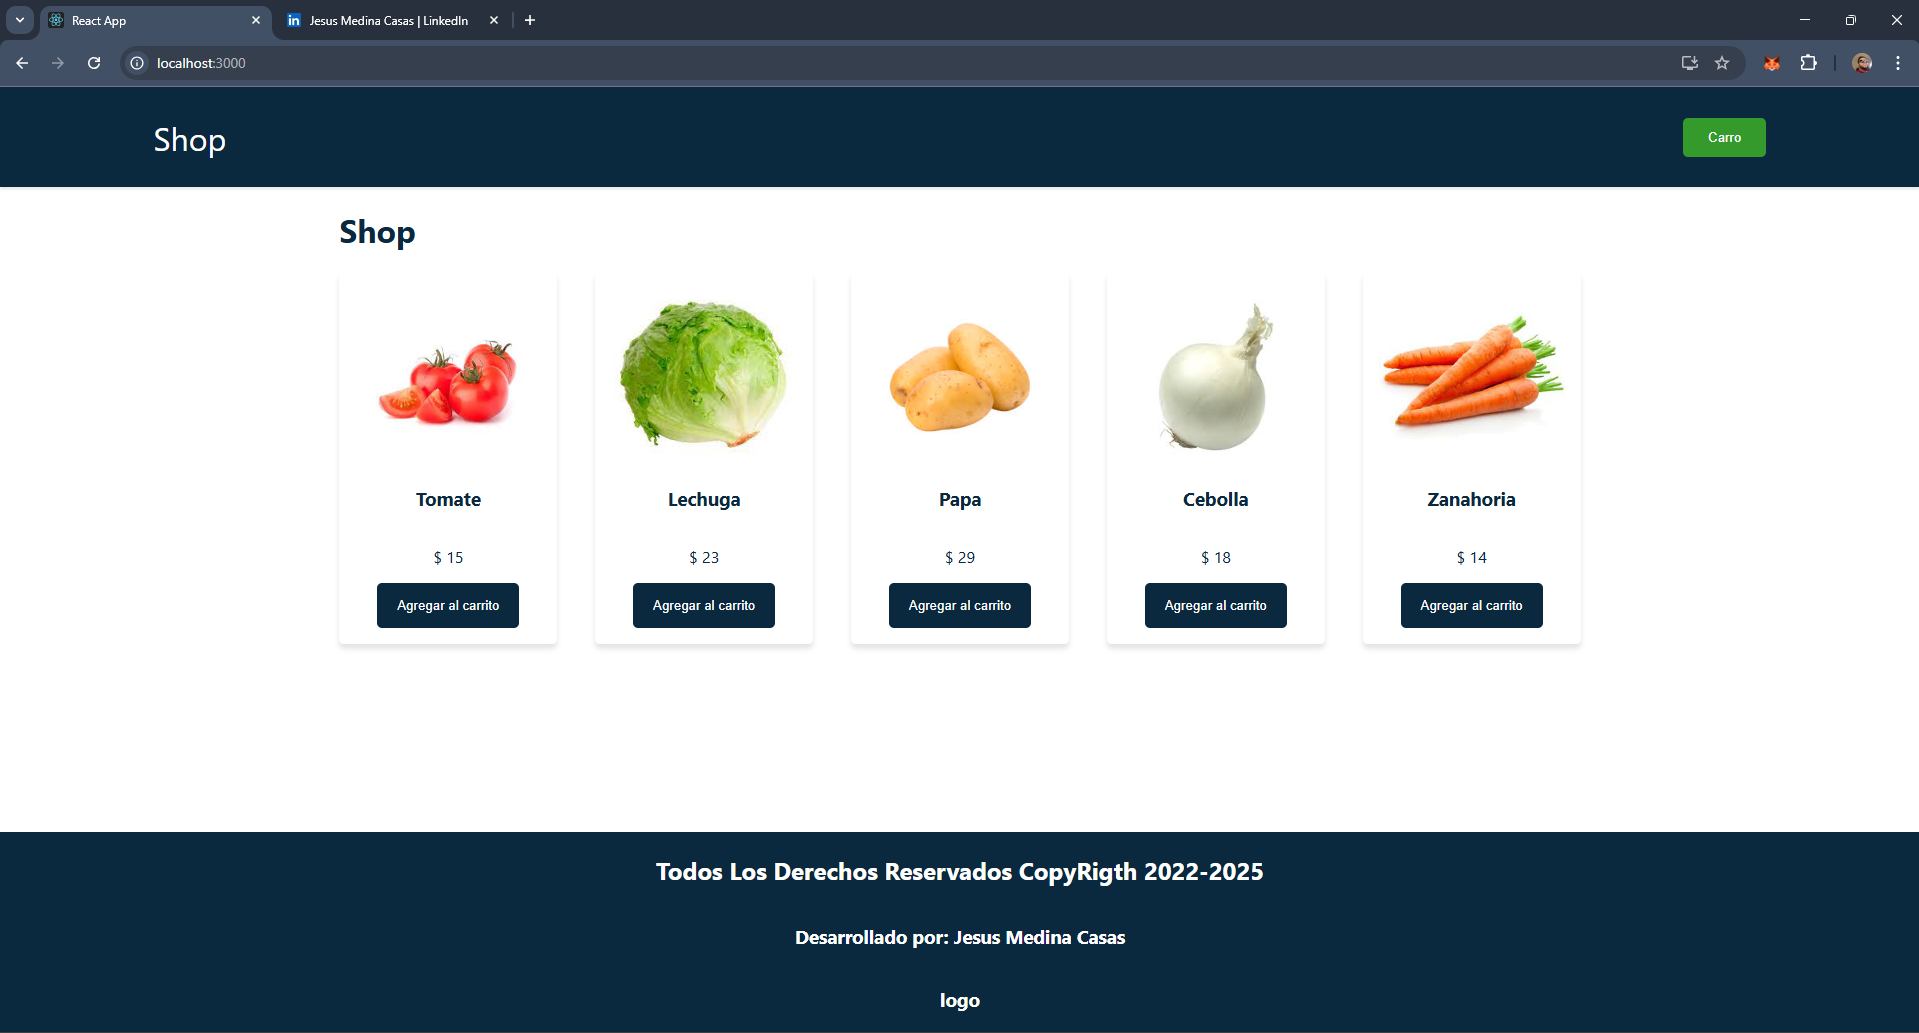 React App
Jesus Medina Casas | LinkedIn
localhost:3000
Shop
Carro
Shop
Tomate
Lechuga
Papa
Cebolla
Zanahoria
$ 15
$ 23
$ 29
$ 18
$ 14
Agregar al carrito
Agregar al carrito
Agregar al carrito
Agregar al carrito
Agregar al carrito
Todos Los Derechos Reservados CopyRigth 2022-2025
Desarrollado por: Jesus Medina Casas
logo